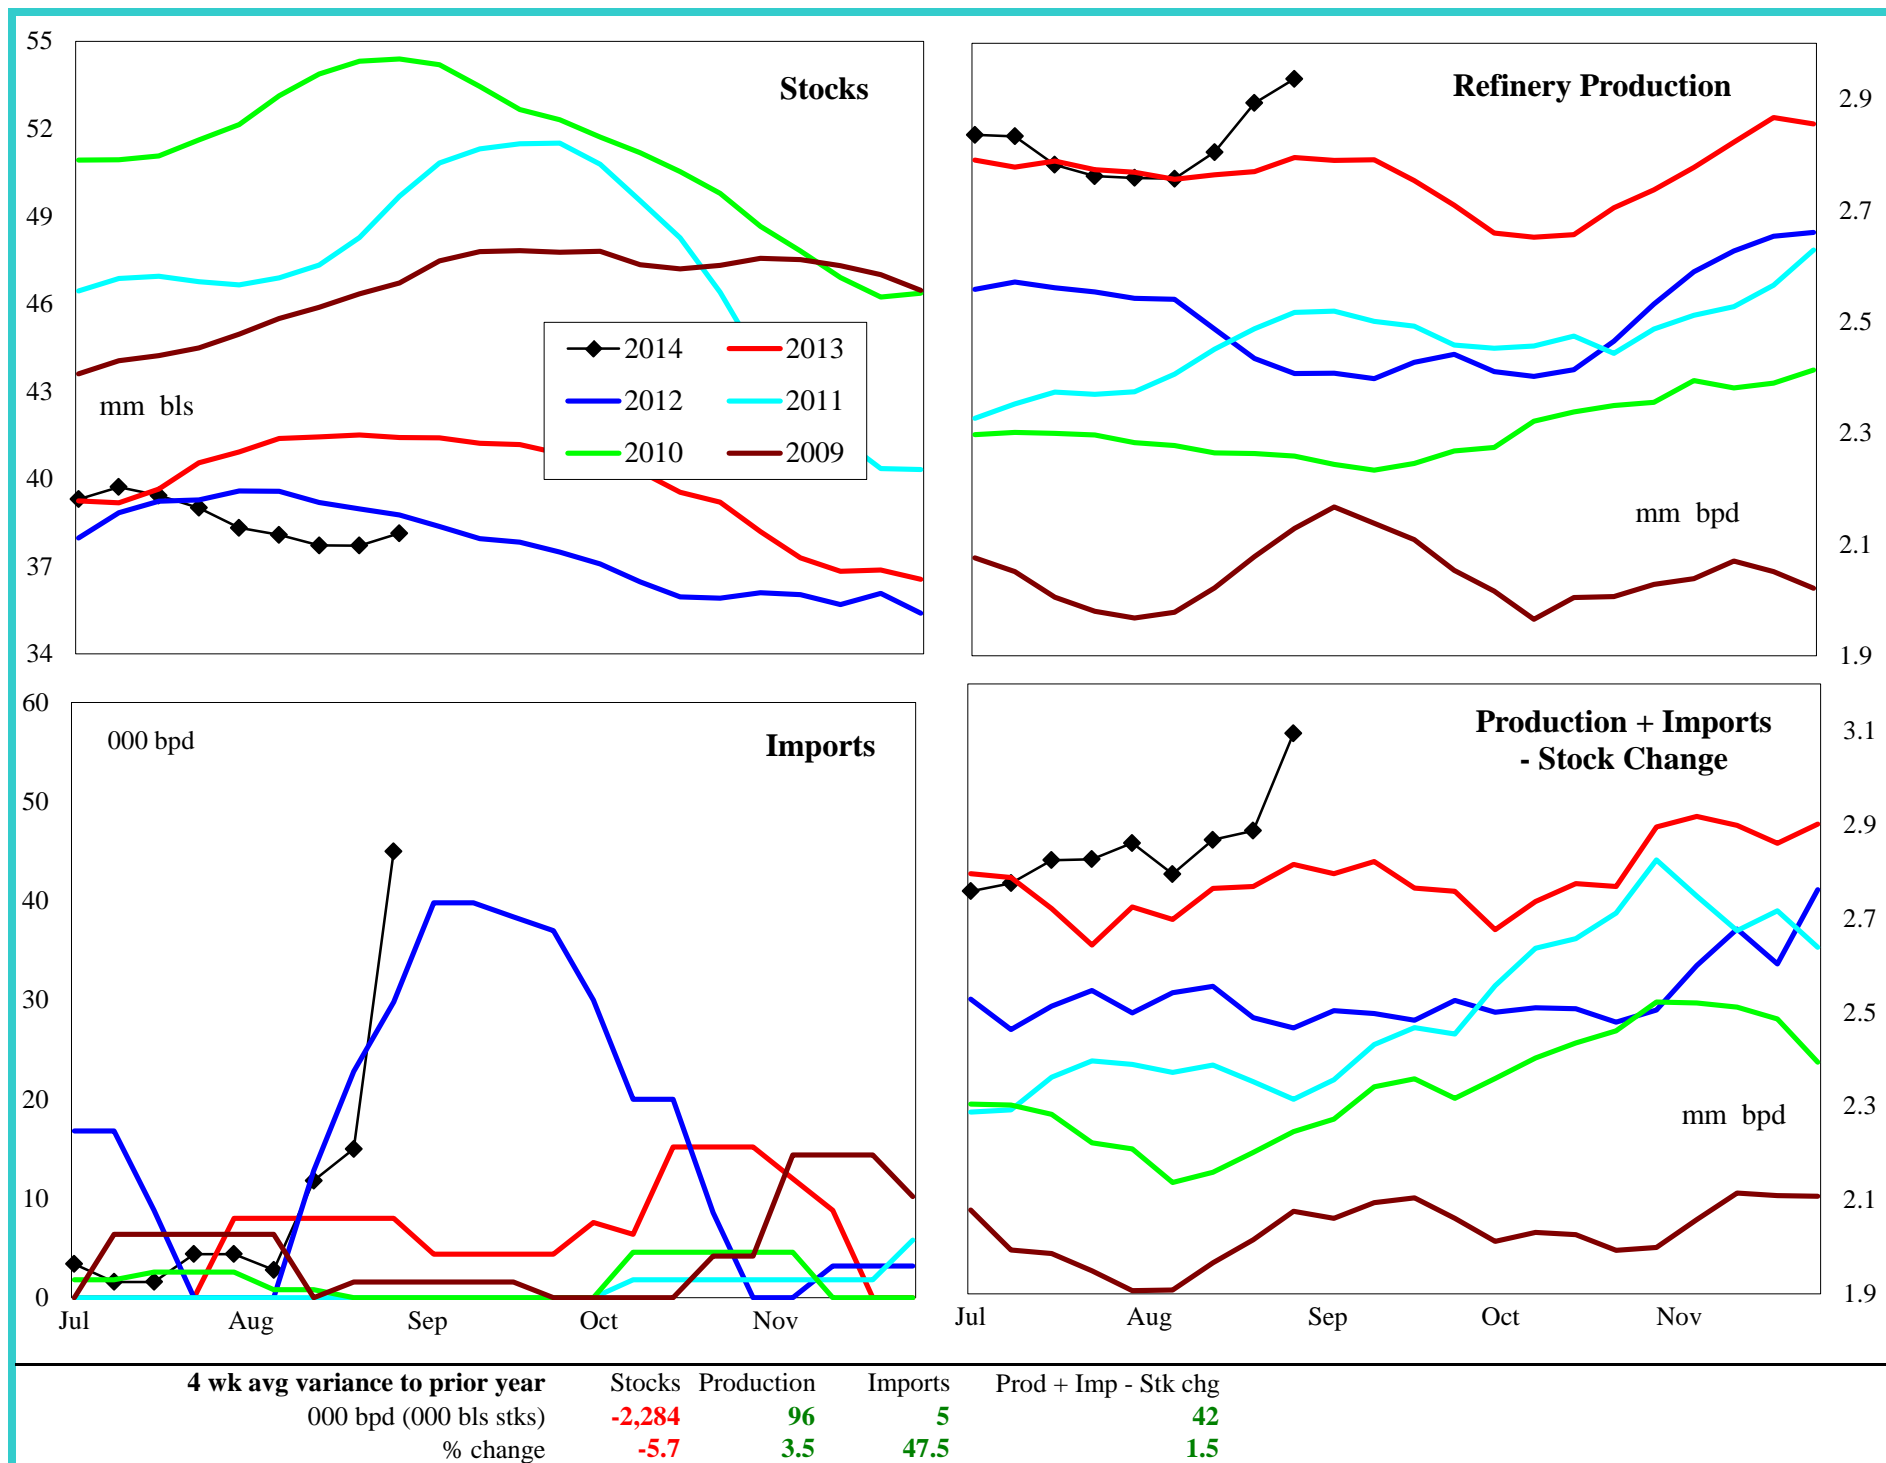 55
52
49
46
43
40
37
34
Stocks
mm bls
2014
2013
2012
2011
2010
2009
Refinery Production
mm bpd
2.9
2.7
2.5
2.3
2.1
1.9
60
50
40
30
20
10
0
000 bpd
Imports
Jul Aug Sep Oct Nov
Production + Imports
- Stock Change
mm bpd
3.1
2.9
2.7
2.5
2.3
2.1
1.9
Jul Aug Sep Oct Nov
4 wk avg variance to prior year Stocks Production Imports Prod + Imp - Stk chg
000 bpd (000 bls stks) -2,284 96 5 42
% change -5.7 3.5 47.5 1.5